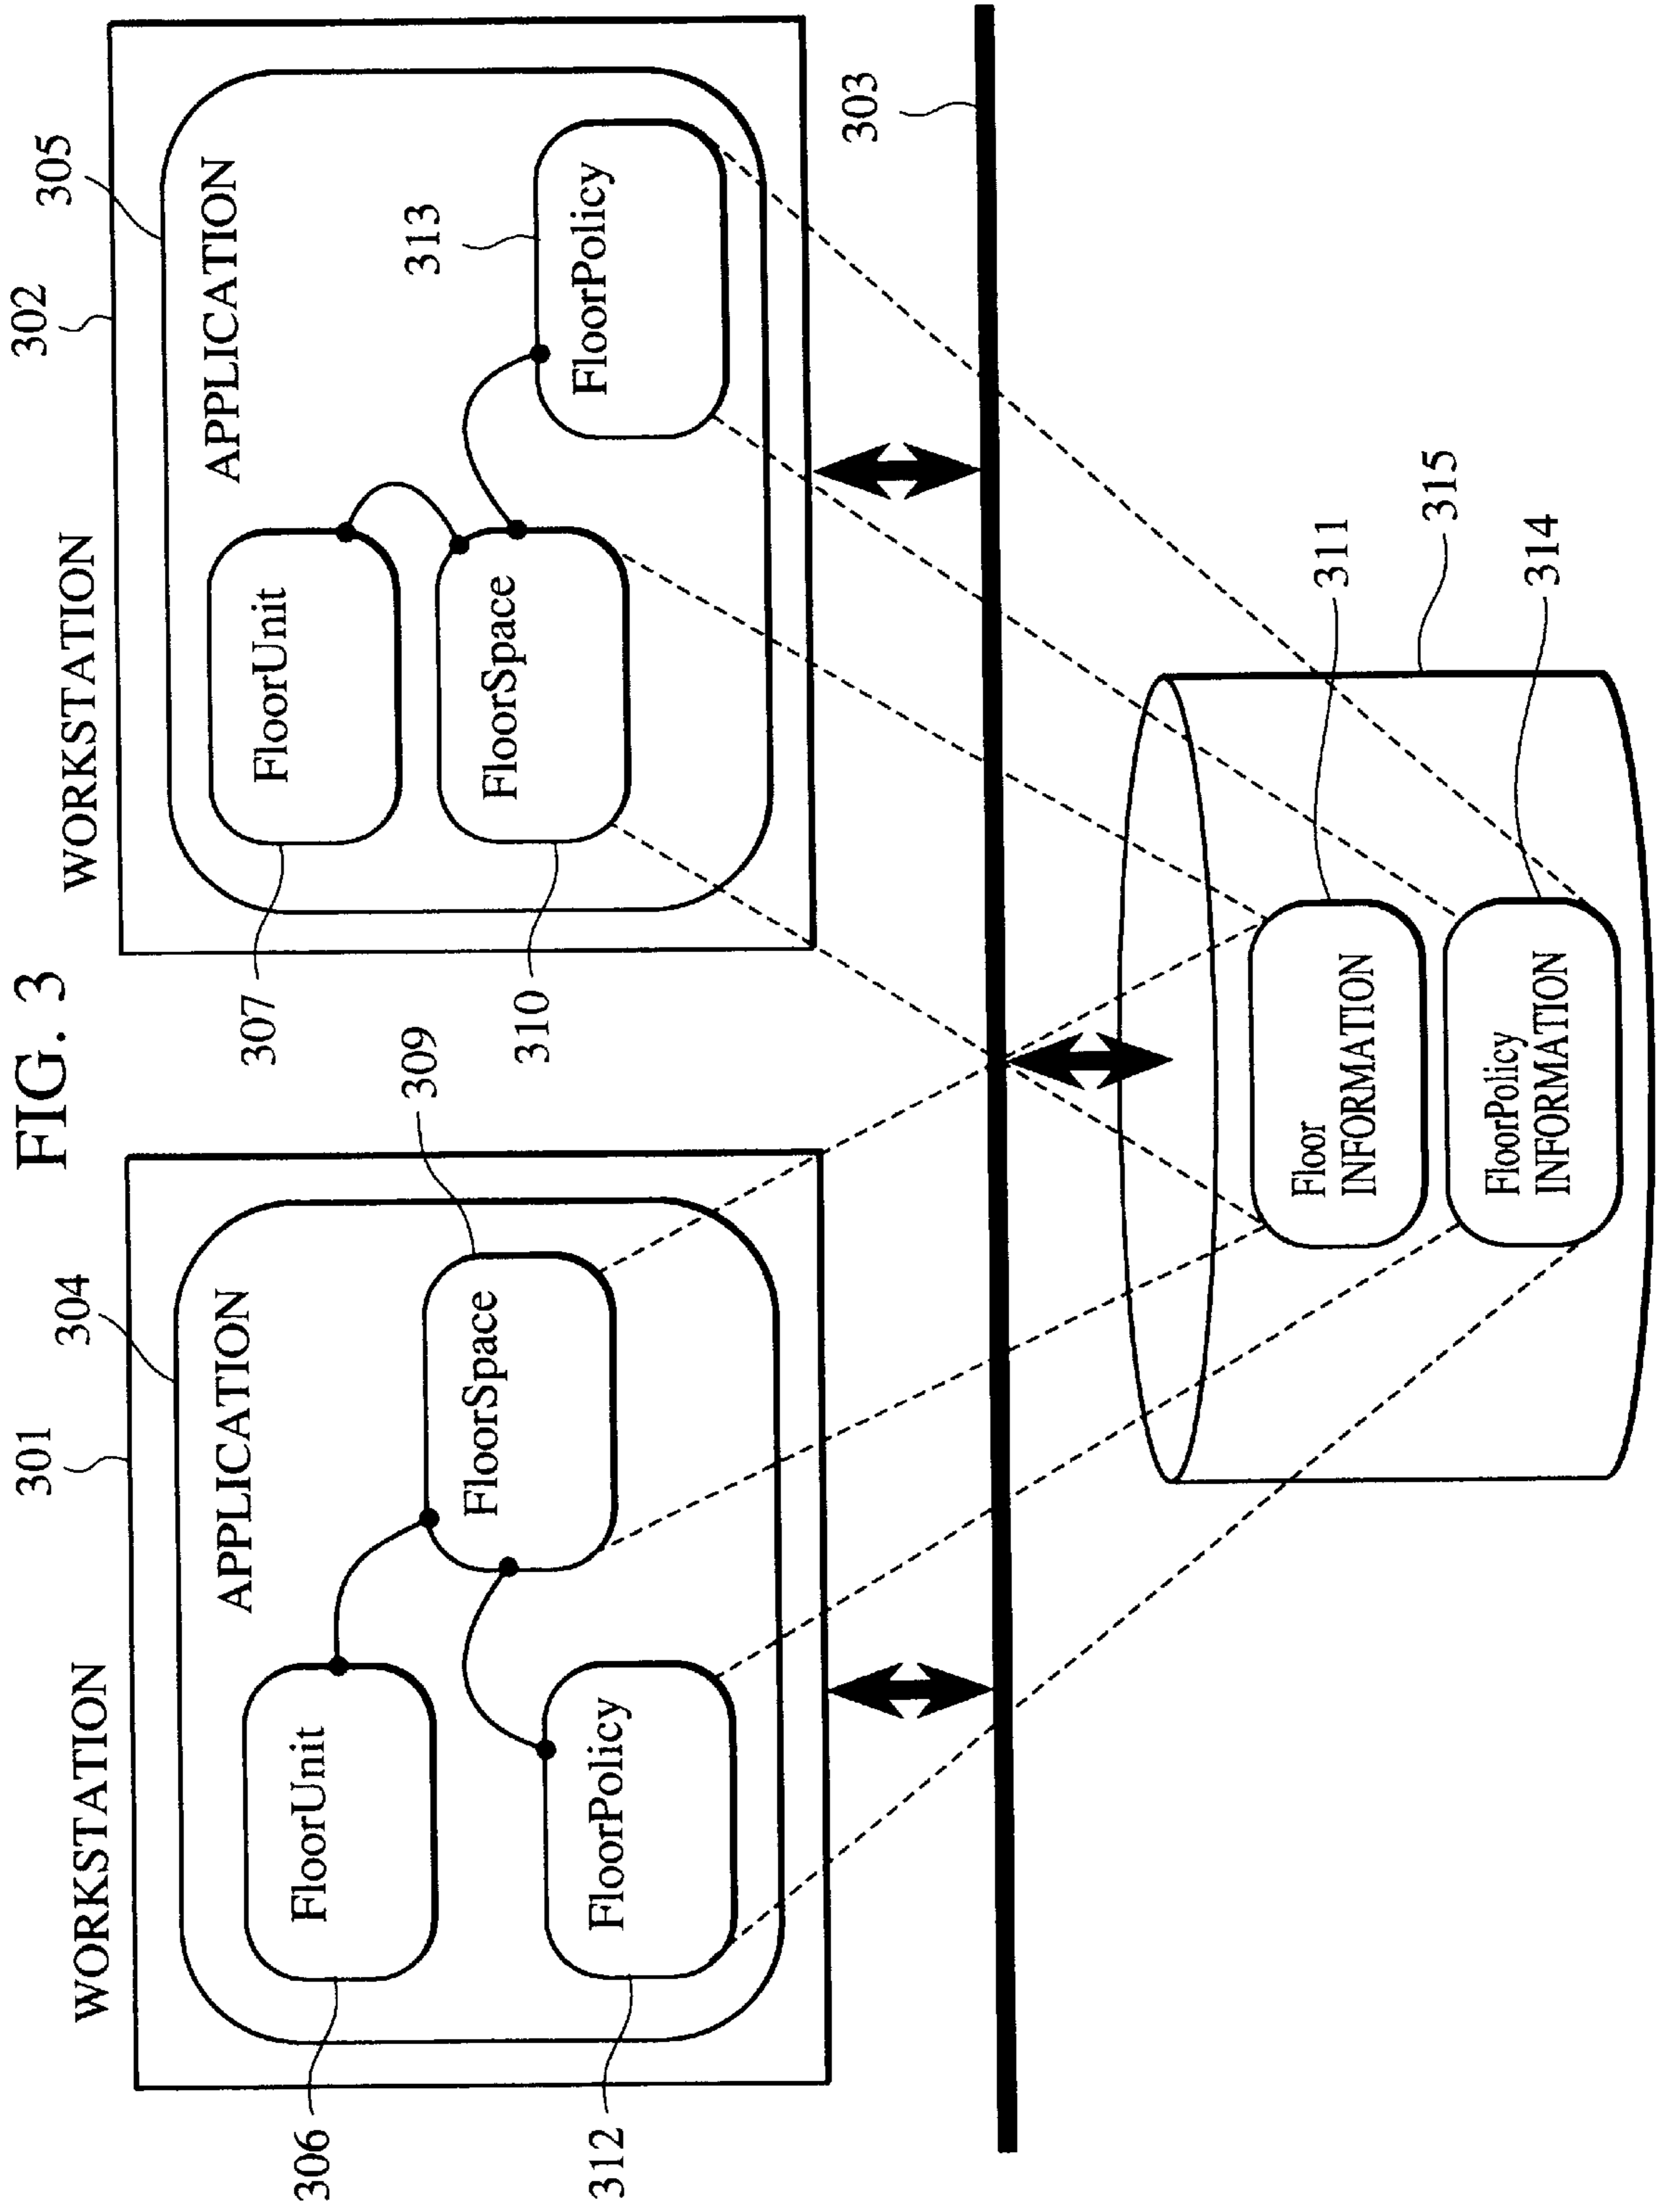 FIG. 3
WORKSTATION
301
304
APPLICATION
FloorUnit
306
FloorSpace
309
FloorPolicy
312
WORKSTATION
302
305
APPLICATION
FloorUnit
307
FloorSpace
310
FloorPolicy
313
303
Floor
INFORMATION
311
FloorPolicy
INFORMATION
314
315